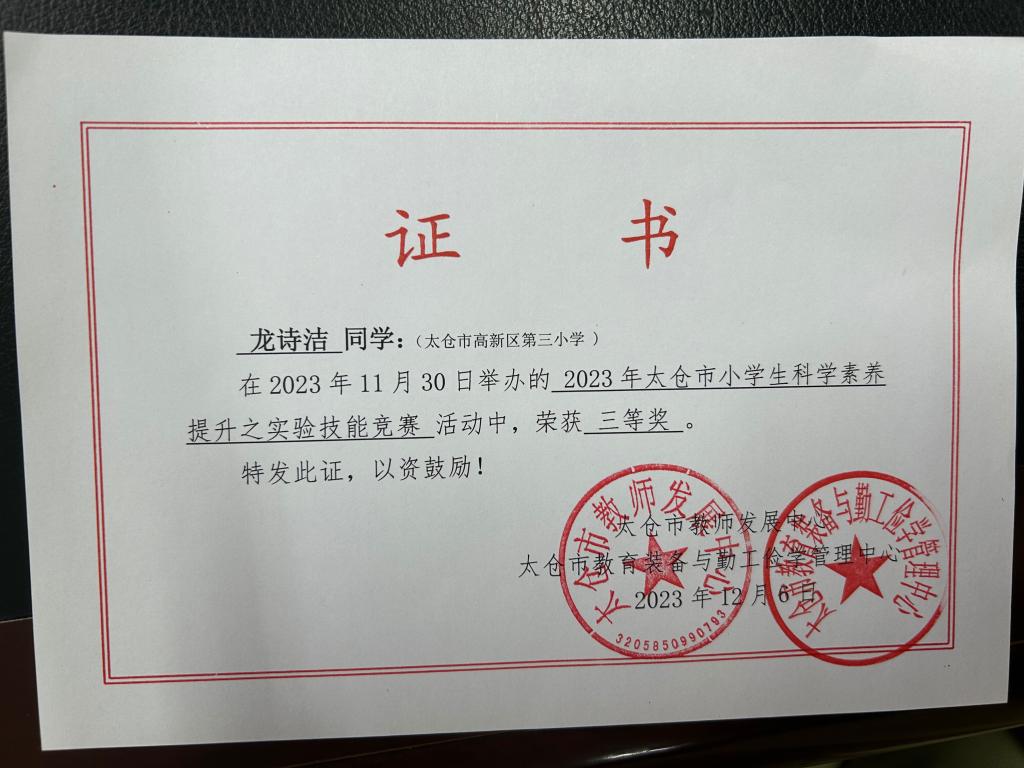 证 书
龙诗洁 同学：（太仓市高新区第三小学 ）
在 2023 年 11 月 30 日举办的 2023 年太仓市小学生科学素养
提升之实验技能竞赛 活动中，荣获 三等奖 。
特发此证，以资鼓励！
太仓市教师发展中心
太仓市教育装备与勤工俭学管理中心
2023 年 12 月 6 日
太仓市教师发展中心
3205850990793
太仓市教育装备与勤工俭学管理中心